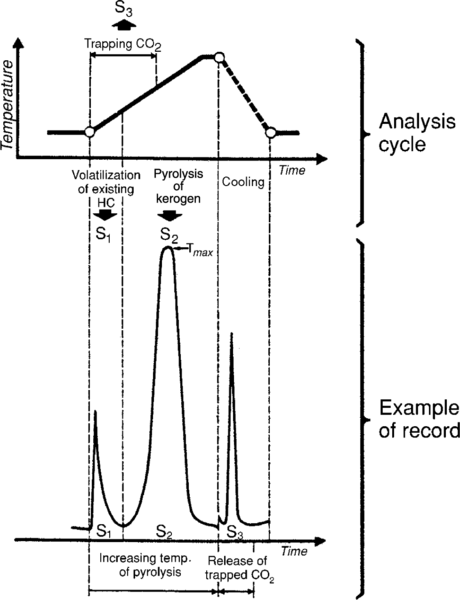 S3
Trapping CO2
Temperature
Time
Volatilization
of existing
HC
Pyrolysis
of
kerogen
Cooling
Analysis
cycle
S1
S2
Tmax
Example
of record
S1
S2
S3
Time
Increasing temp.
of pyrolysis
Release of
trapped CO2